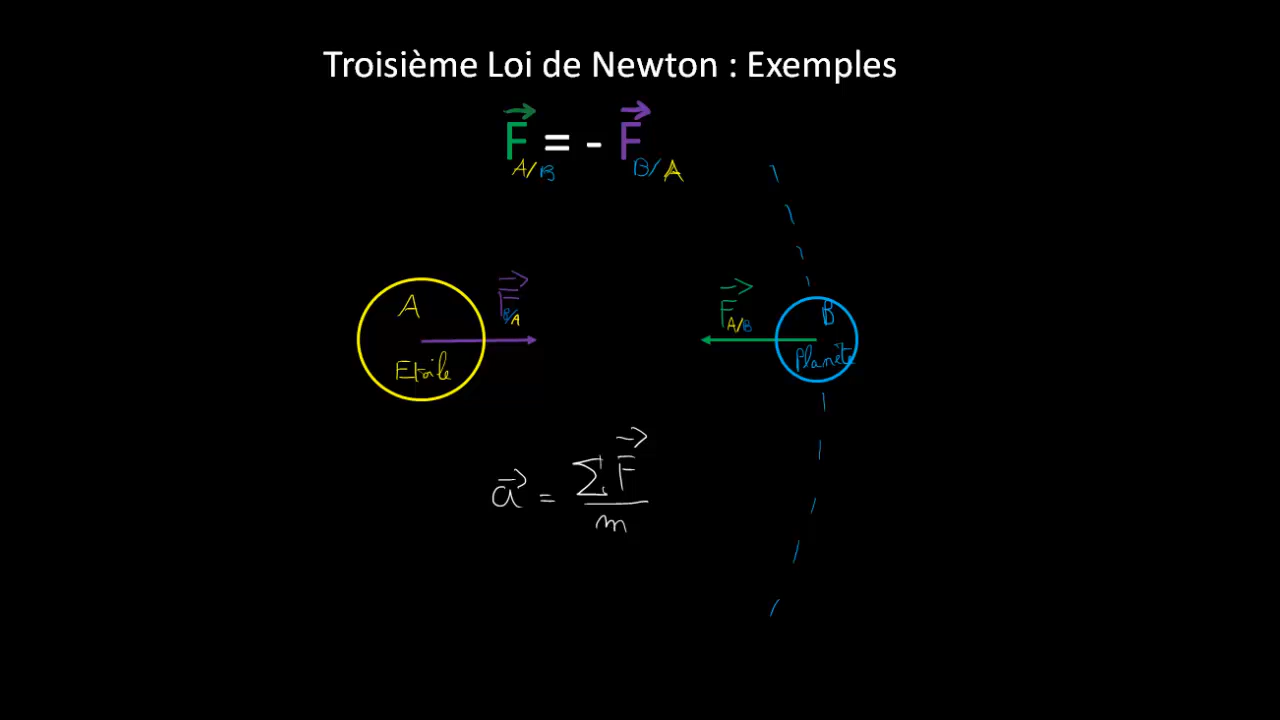 Troisième Loi de Newton : Exemples
F⃗ A/B = - F⃗ B/A
A
F⃗ B/A
F⃗ A/B
B
Etoile
Planète
a⃗ = ∑F⃗ / m